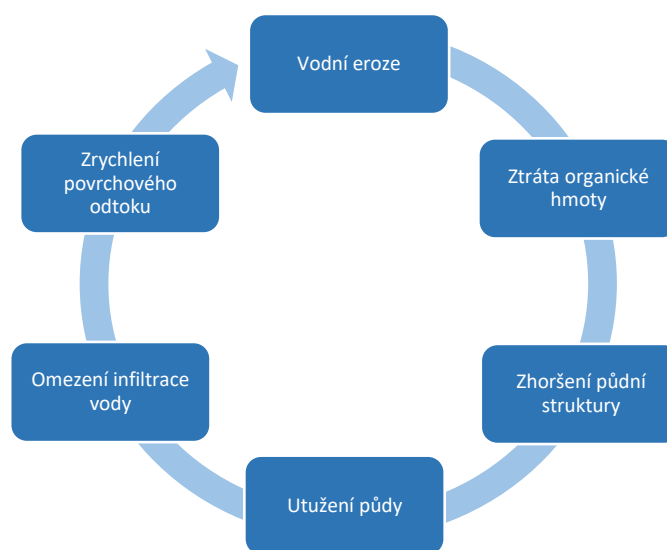 Vodní eroze
Ztráta organické
hmoty
Zhoršení půdní
struktury
Utužení půdy
Omezení infiltrace
vody
Zrychlení
povrchového
odtoku